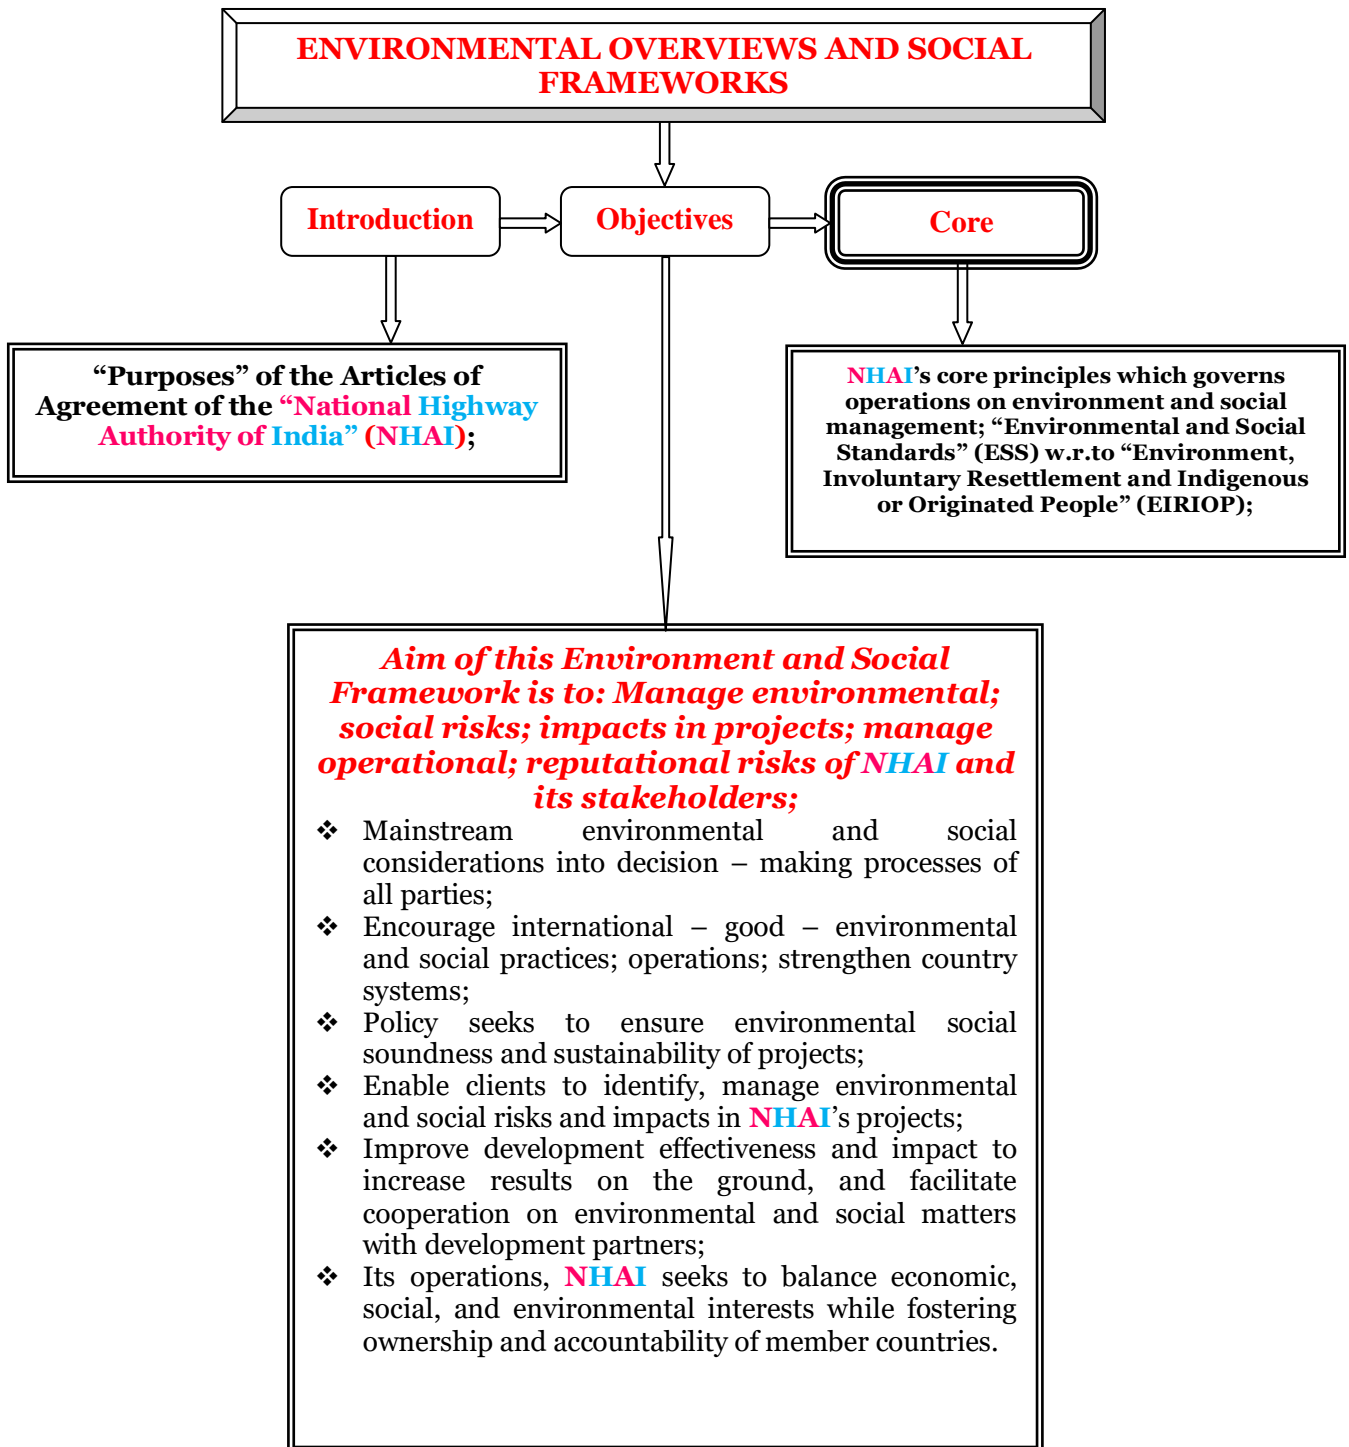 ENVIRONMENTAL OVERVIEWS AND SOCIAL
FRAMEWORKS
Introduction
Objectives
Core
“Purposes” of the Articles of
Agreement of the “National Highway
Authority of India” (NHAI);
NHAI’s core principles which governs
operations on environment and social
management; “Environmental and Social
Standards” (ESS) w.r.to “Environment,
Involuntary Resettlement and Indigenous
or Originated People” (EIRIOP);
Aim of this Environment and Social
Framework is to: Manage environmental;
social risks; impacts in projects; manage
operational; reputational risks of NHAI and
its stakeholders;
❖ Mainstream environmental and social
considerations into decision – making processes of
all parties;
❖ Encourage international – good – environmental
and social practices; operations; strengthen country
systems;
❖ Policy seeks to ensure environmental social
soundness and sustainability of projects;
❖ Enable clients to identify, manage environmental
and social risks and impacts in NHAI’s projects;
❖ Improve development effectiveness and impact to
increase results on the ground, and facilitate
cooperation on environmental and social matters
with development partners;
❖ Its operations, NHAI seeks to balance economic,
social, and environmental interests while fostering
ownership and accountability of member countries.